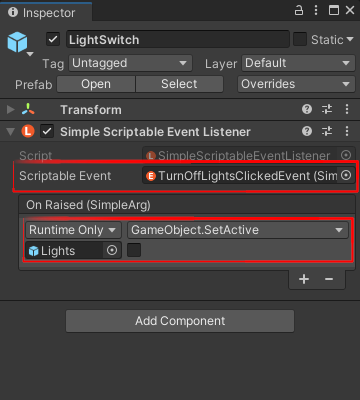 Inspector
LightSwitch Static
Tag Untagged Layer Default
Prefab Open Select Overrides
Transform
Simple Scriptable Event Listener
Script SimpleScriptableEventListener
Scriptable Event TurnOffLightsClickedEvent (Sim
On Raised (SimpleArg)
Runtime Only GameObject.SetActive
Lights
Add Component